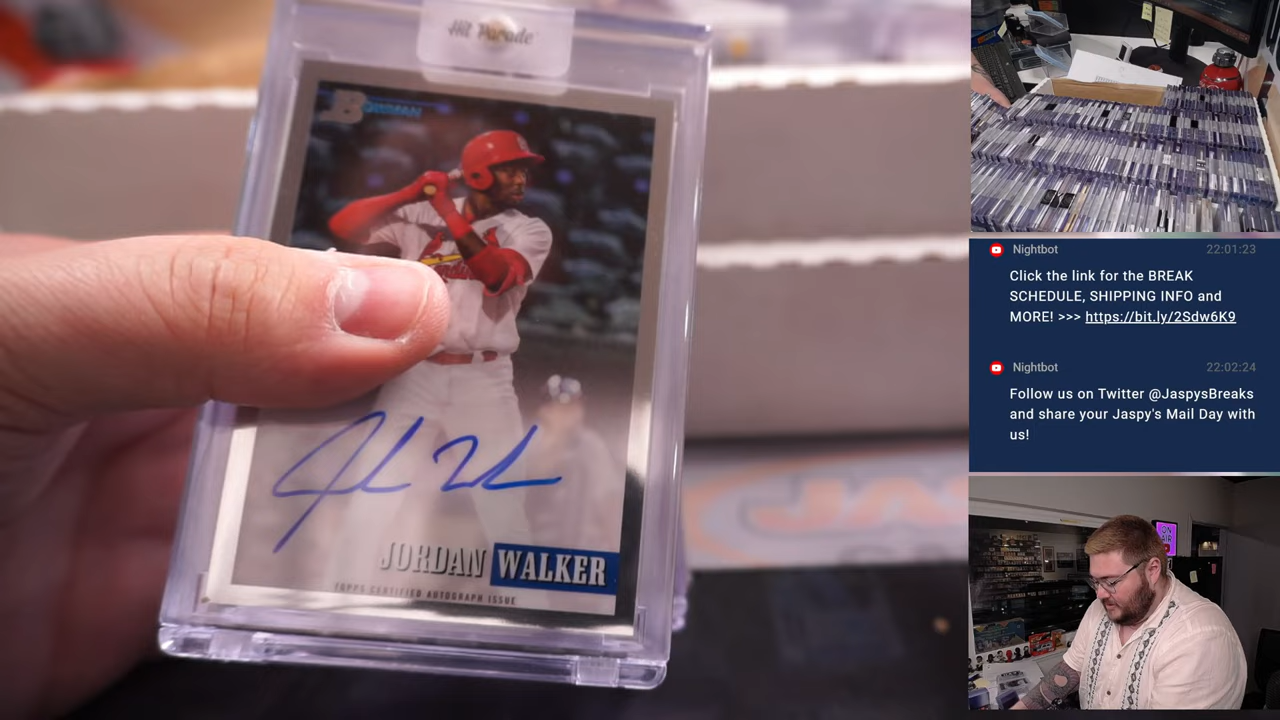 Hit Parade
BOWMAN
JORDAN WALKER
TOPPS CERTIFIED AUTOGRAPH ISSUE
ON
AIR
Nightbot 22:01:23
Click the link for the BREAK
SCHEDULE, SHIPPING INFO and
MORE! >>> https://bit.ly/2Sdw6K9
Nightbot 22:02:24
Follow us on Twitter @JaspysBreaks
and share your Jaspy's Mail Day with
us!